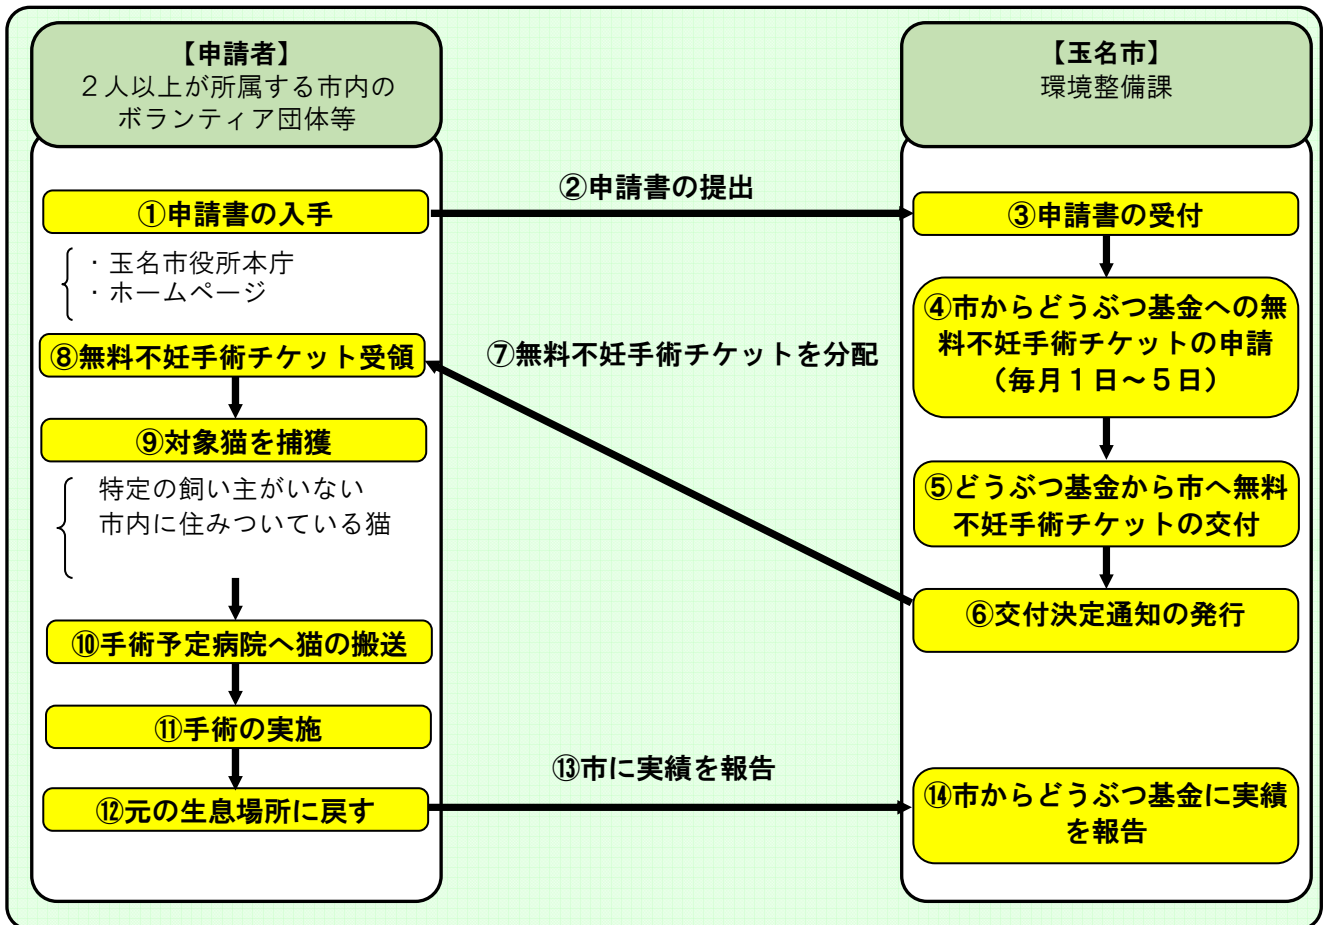 【申請者】
２人以上が所属する市内の
ボランティア団体等
【玉名市】
環境整備課
①申請書の入手
・玉名市役所本庁
・ホームページ
②申請書の提出
③申請書の受付
④市からどうぶつ基金への無
料不妊手術チケットの申請
（毎月１日～５日）
⑤どうぶつ基金から市へ無料
不妊手術チケットの交付
⑥交付決定通知の発行
⑦無料不妊手術チケットを分配
⑧無料不妊手術チケット受領
⑨対象猫を捕獲
特定の飼い主がいない
市内に住みついている猫
⑩手術予定病院へ猫の搬送
⑪手術の実施
⑫元の生息場所に戻す
⑬市に実績を報告
⑭市からどうぶつ基金に実績
を報告